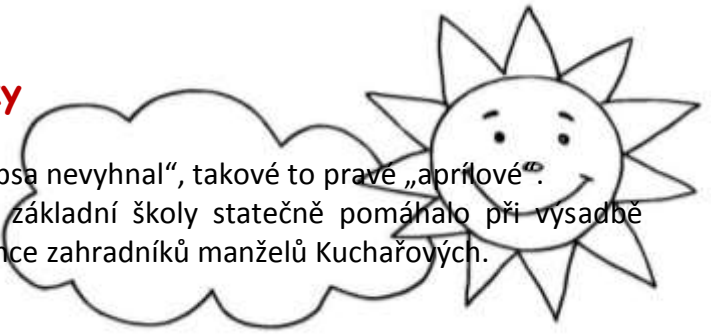 y
psa nevyhnal“, takové to pravé „aprílové“.
základní školy statečně pomáhalo při výsadbě
nce zahradníků manželů Kuchařových.